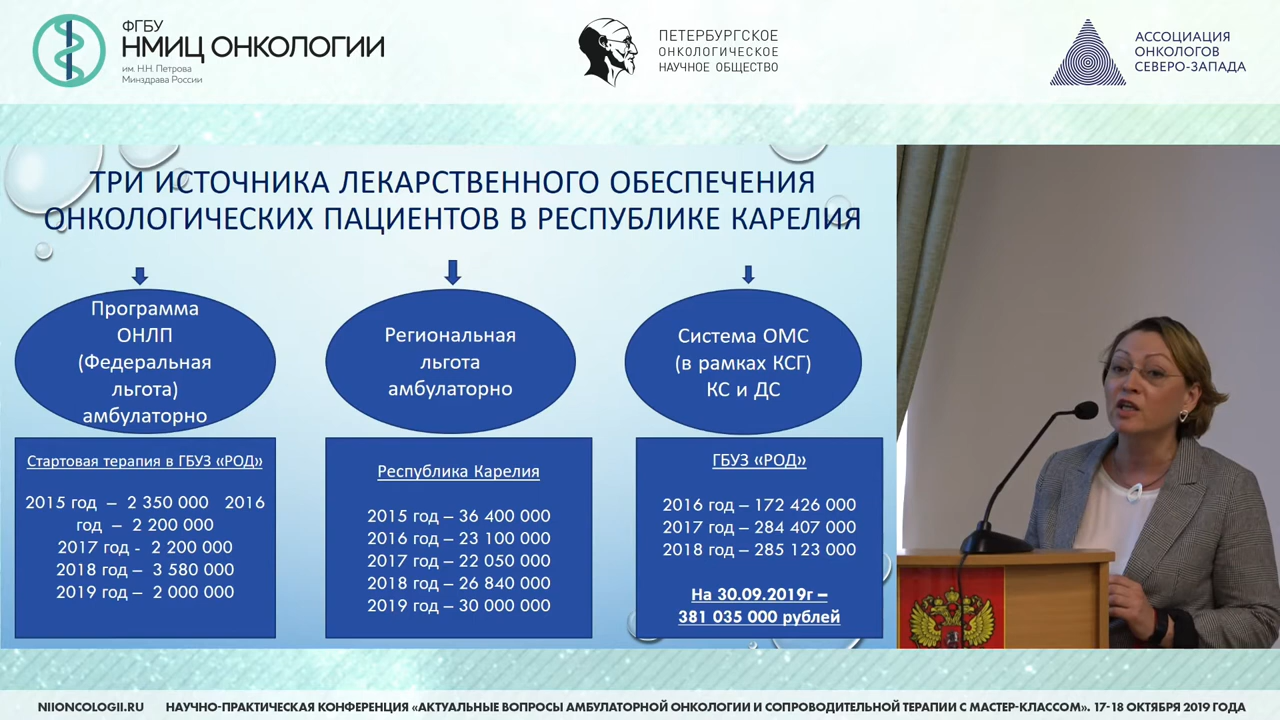 ФГБУ
НМИЦ ОНКОЛОГИИ
им. Н.Н. Петрова
Минздрава России
ПЕТЕРБУРГСКОЕ
ОНКОЛОГИЧЕСКОЕ
НАУЧНОЕ ОБЩЕСТВО
АССОЦИАЦИЯ
ОНКОЛОГОВ
СЕВЕРО-ЗАПАДА
ТРИ ИСТОЧНИКА ЛЕКАРСТВЕННОГО ОБЕСПЕЧЕНИЯ
ОНКОЛОГИЧЕСКИХ ПАЦИЕНТОВ В РЕСПУБЛИКЕ КАРЕЛИЯ
Программа
ОНЛП
(Федеральная
льгота)
амбулаторно
Стартовая терапия в ГБУЗ «РОД»
2015 год – 2 350 000 2016
год – 2 200 000
2017 год - 2 200 000
2018 год – 3 580 000
2019 год – 2 000 000
Региональная
льгота
амбулаторно
Республика Карелия
2015 год – 36 400 000
2016 год – 23 100 000
2017 год – 22 050 000
2018 год – 26 840 000
2019 год – 30 000 000
Система ОМС
(в рамках КСГ)
КС и ДС
ГБУЗ «РОД»
2016 год – 172 426 000
2017 год – 284 407 000
2018 год – 285 123 000
На 30.09.2019г –
381 035 000 рублей
NIIONCOLOGII.RU НАУЧНО-ПРАКТИЧЕСКАЯ КОНФЕРЕНЦИЯ «АКТУАЛЬНЫЕ ВОПРОСЫ АМБУЛАТОРНОЙ ОНКОЛОГИИ И СОПРОВОДИТЕЛЬНОЙ ТЕРАПИИ С МАСТЕР-КЛАССОМ». 17-18 ОКТЯБРЯ 2019 ГОДА